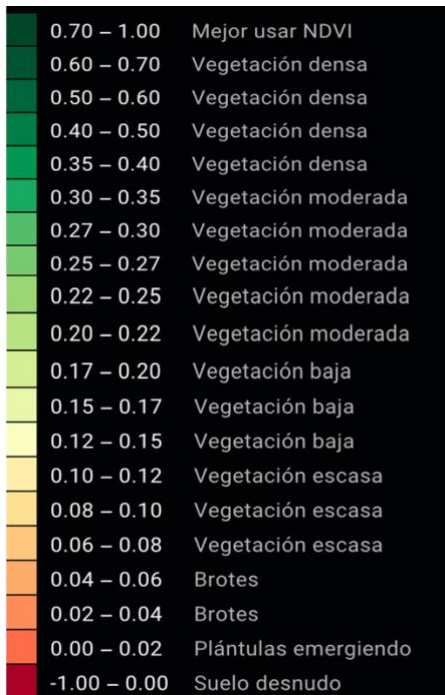 0.70 – 1.00 Mejor usar NDVI
0.60 – 0.70 Vegetación densa
0.50 – 0.60 Vegetación densa
0.40 – 0.50 Vegetación densa
0.35 – 0.40 Vegetación densa
0.30 – 0.35 Vegetación moderada
0.27 – 0.30 Vegetación moderada
0.25 – 0.27 Vegetación moderada
0.22 – 0.25 Vegetación moderada
0.20 – 0.22 Vegetación moderada
0.17 – 0.20 Vegetación baja
0.15 – 0.17 Vegetación baja
0.12 – 0.15 Vegetación baja
0.10 – 0.12 Vegetación escasa
0.08 – 0.10 Vegetación escasa
0.06 – 0.08 Vegetación escasa
0.04 – 0.06 Brotes
0.02 – 0.04 Brotes
0.00 – 0.02 Plántulas emergiendo
-1.00 – 0.00 Suelo desnudo